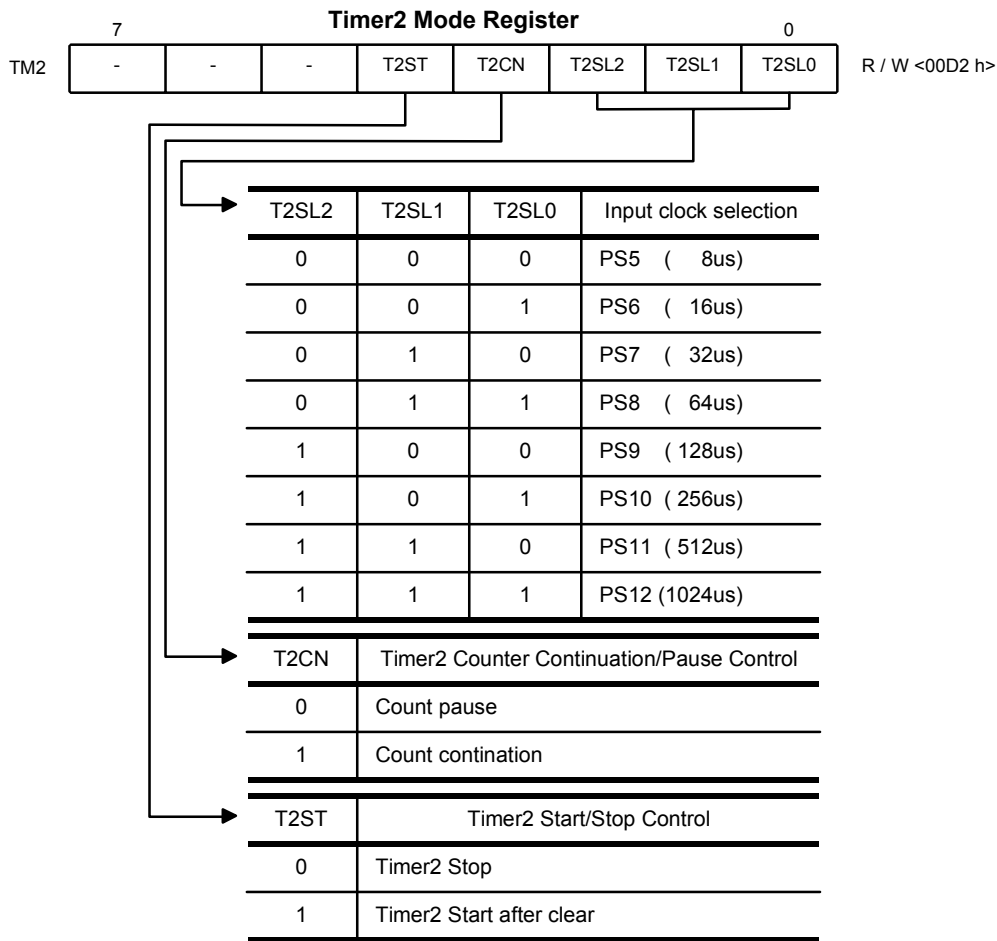 Timer2 Mode Register
7 0
TM2 - - - T2ST T2CN T2SL2 T2SL1 T2SL0 R / W <00D2 h>
T2SL2 T2SL1 T2SL0 Input clock selection
0 0 0 PS5 ( 8us)
0 0 1 PS6 ( 16us)
0 1 0 PS7 ( 32us)
0 1 1 PS8 ( 64us)
1 0 0 PS9 ( 128us)
1 0 1 PS10 ( 256us)
1 1 0 PS11 ( 512us)
1 1 1 PS12 (1024us)
T2CN Timer2 Counter Continuation/Pause Control
0 Count pause
1 Count contination
T2ST Timer2 Start/Stop Control
0 Timer2 Stop
1 Timer2 Start after clear